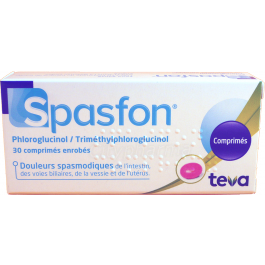 Spasfon®
Phloroglucinol / Triméthylphloroglucinol
30 comprimés enrobés
Comprimés
Douleurs spasmodiques de l'intestin,
des voies biliaires, de la vessie et de l'utérus
teva